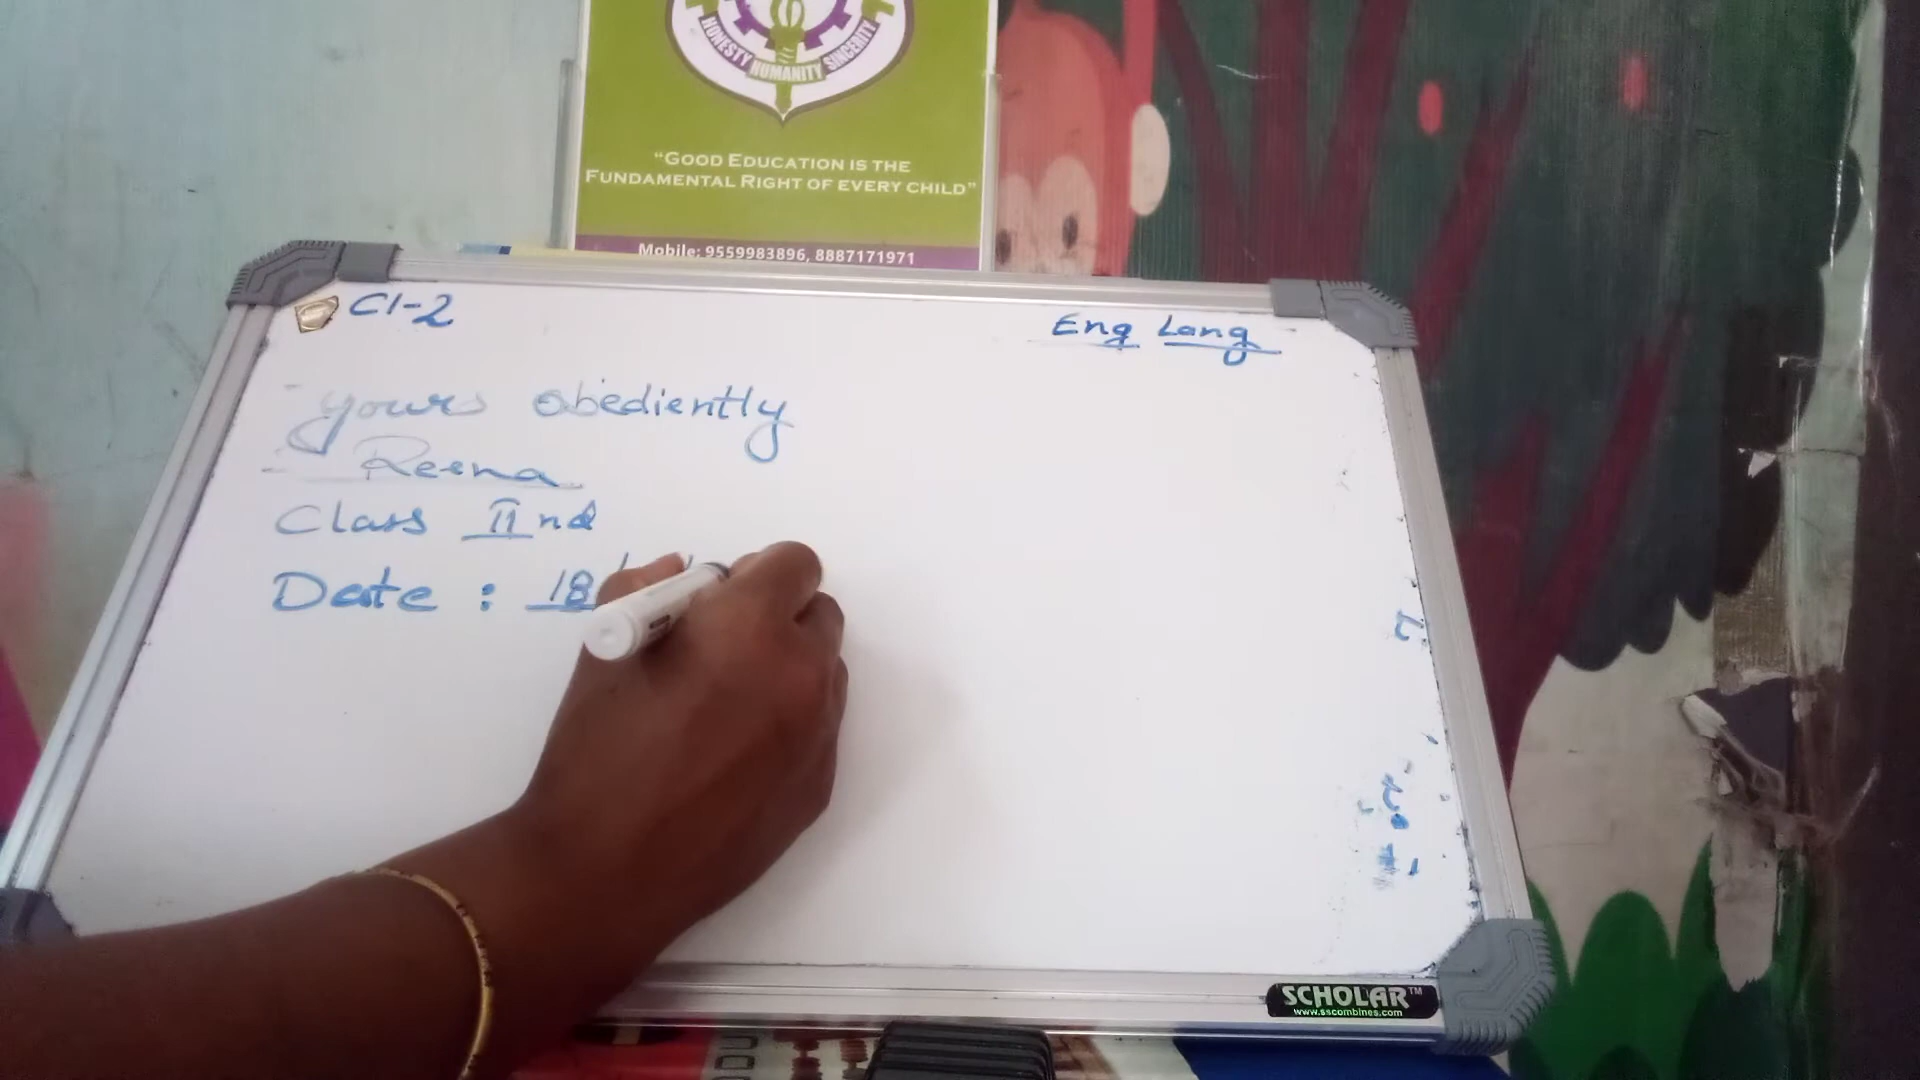 HONESTY HUMANITY SINCERITY
"GOOD EDUCATION IS THE
FUNDAMENTAL RIGHT OF EVERY CHILD"
Mobile: 9559983896, 8887171971
Cl-2
Eng Lang
yours obediently
Reena
Class IInd
Date : 18
SCHOLAR™
www.sscombines.com